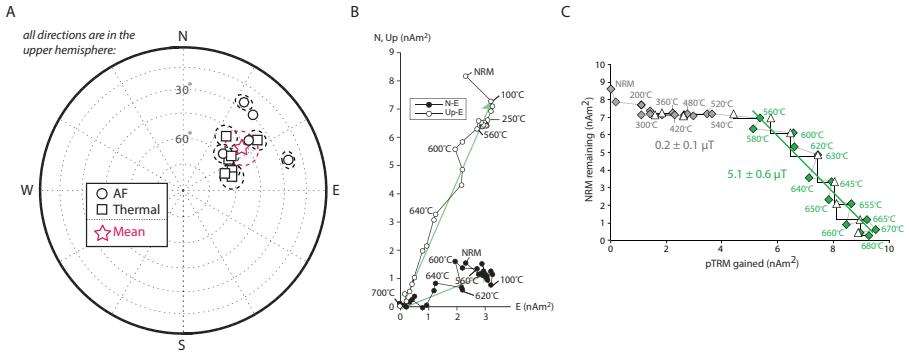 A
all directions are in the
upper hemisphere:
N
30°
60°
W
E
S
AF
Thermal
Mean
B
N, Up (nAm²)
9
8
7
6
5
4
3
2
1
0
NRM
100℃
N-E
Up-E
250℃
560℃
600℃
640℃
NRM
600℃
640℃
560℃
620℃
100℃
700℃
E (nAm²)
0
1
2
3
C
NRM remaining (nAm²)
10
9
8
7
6
5
4
3
2
1
0
NRM
200℃
300℃
360℃
420℃
480℃
520℃
540℃
560℃
580℃
600℃
620℃
630℃
640℃
645℃
650℃
655℃
660℃
665℃
670℃
680℃
0.2 ± 0.1 μT
5.1 ± 0.6 μT
0
2
4
6
8
10
pTRM gained (nAm²)